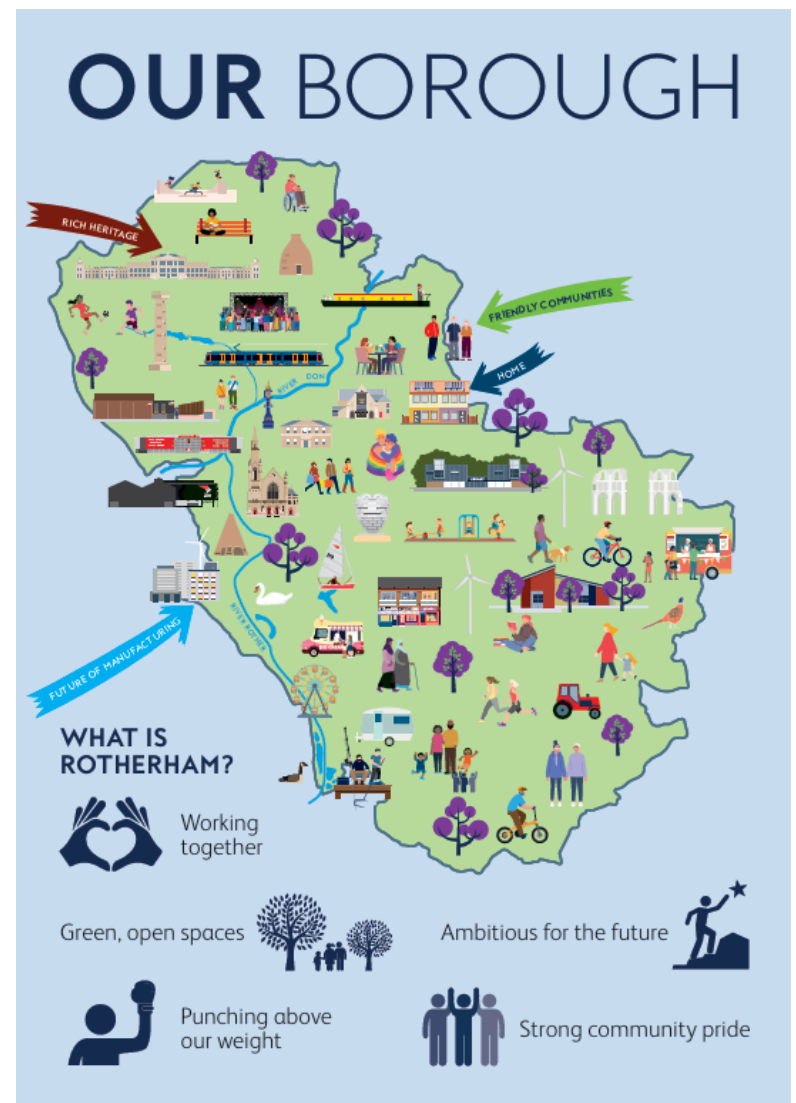 OUR BOROUGH
RICH HERITAGE
FRIENDLY COMMUNITIES
HOME
RIVER DON
RIVER ROTHER
FUTURE OF MANUFACTURING
WHAT IS
ROTHERHAM?
Working
together
Green, open spaces
Ambitious for the future
Punching above
our weight
Strong community pride